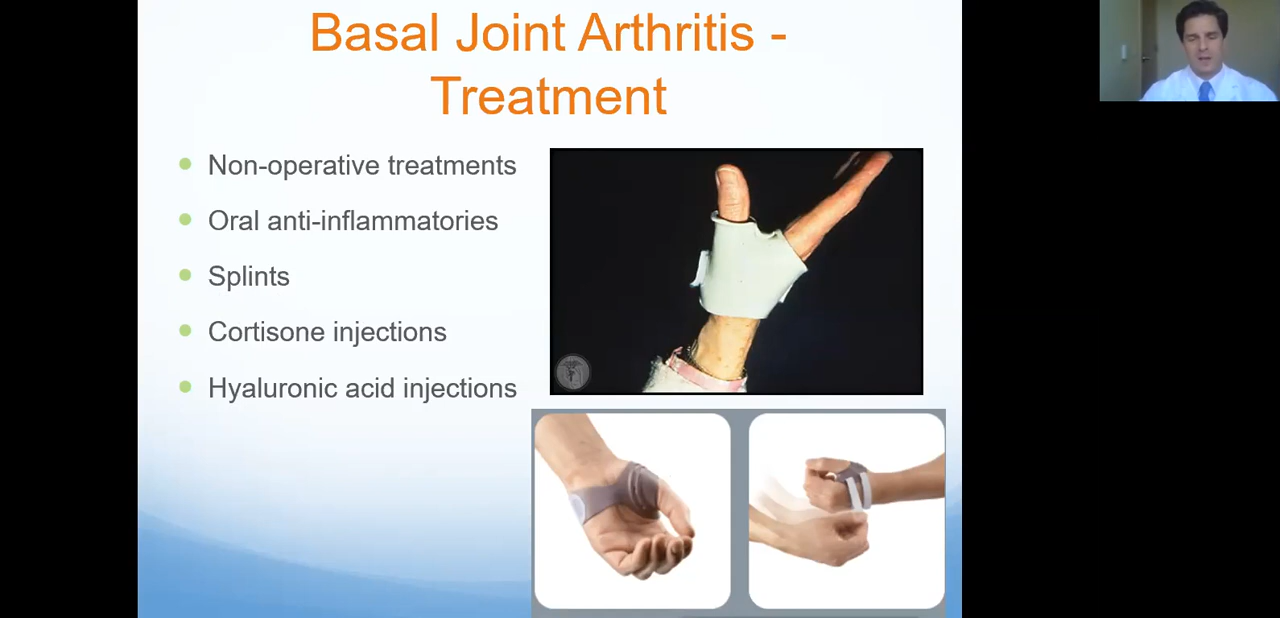 Basal Joint Arthritis -
Treatment
Non-operative treatments
Oral anti-inflammatories
Splints
Cortisone injections
Hyaluronic acid injections